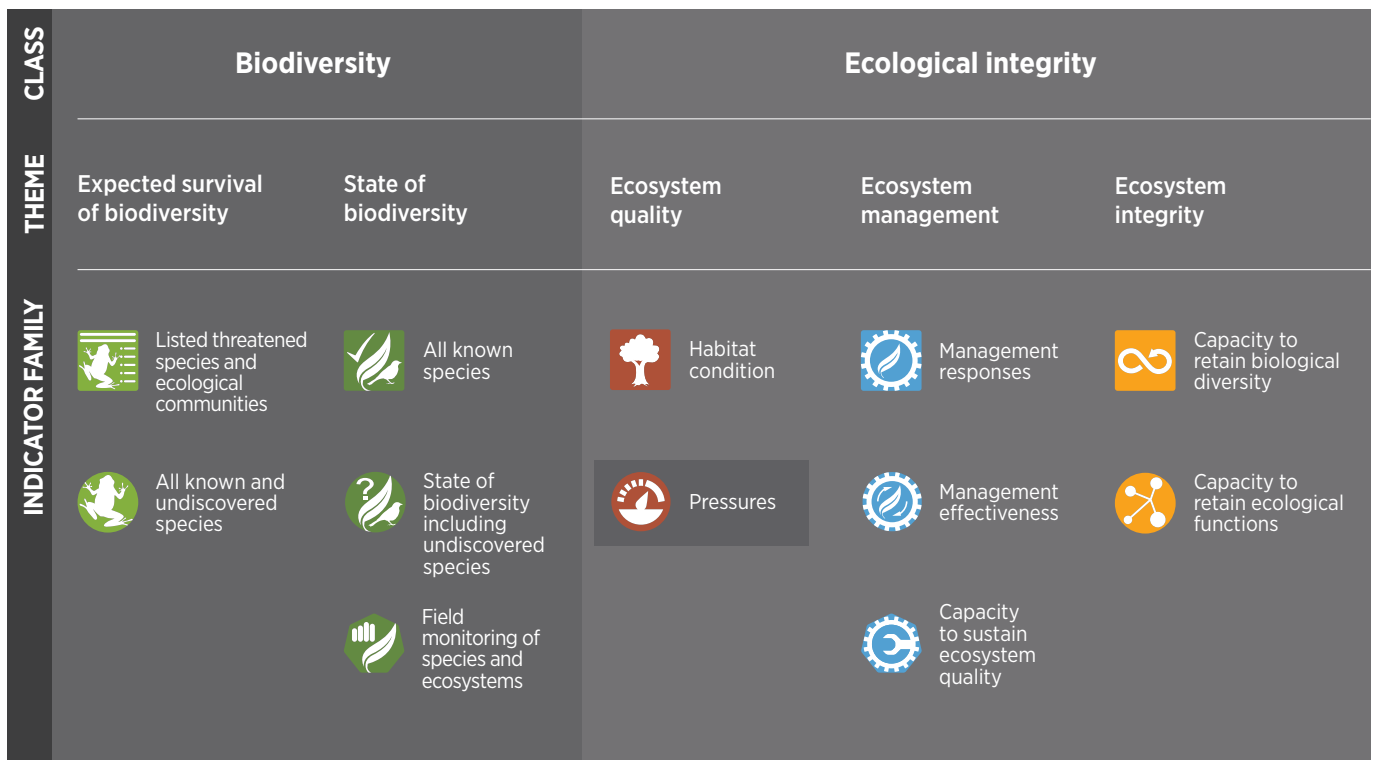 CLASS
Biodiversity
Ecological integrity
THEME
Expected survival
of biodiversity
State of
biodiversity
Ecosystem
quality
Ecosystem
management
Ecosystem
integrity
INDICATOR FAMILY
Listed threatened
species and
ecological
communities
All known
species
Habitat
condition
Management
responses
Capacity to
retain biological
diversity
All known and
undiscovered
species
?
State of
biodiversity
including
undiscovered
species
Pressures
Management
effectiveness
Capacity to
retain ecological
functions
Field
monitoring of
species and
ecosystems
Capacity
to sustain
ecosystem
quality